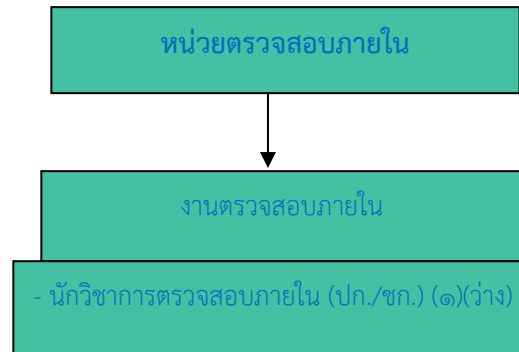 หน่วยตรวจสอบภายใน
งานตรวจสอบภายใน
- นักวิชาการตรวจสอบภายใน (ปก./ชก.) (๑)(ว่าง)